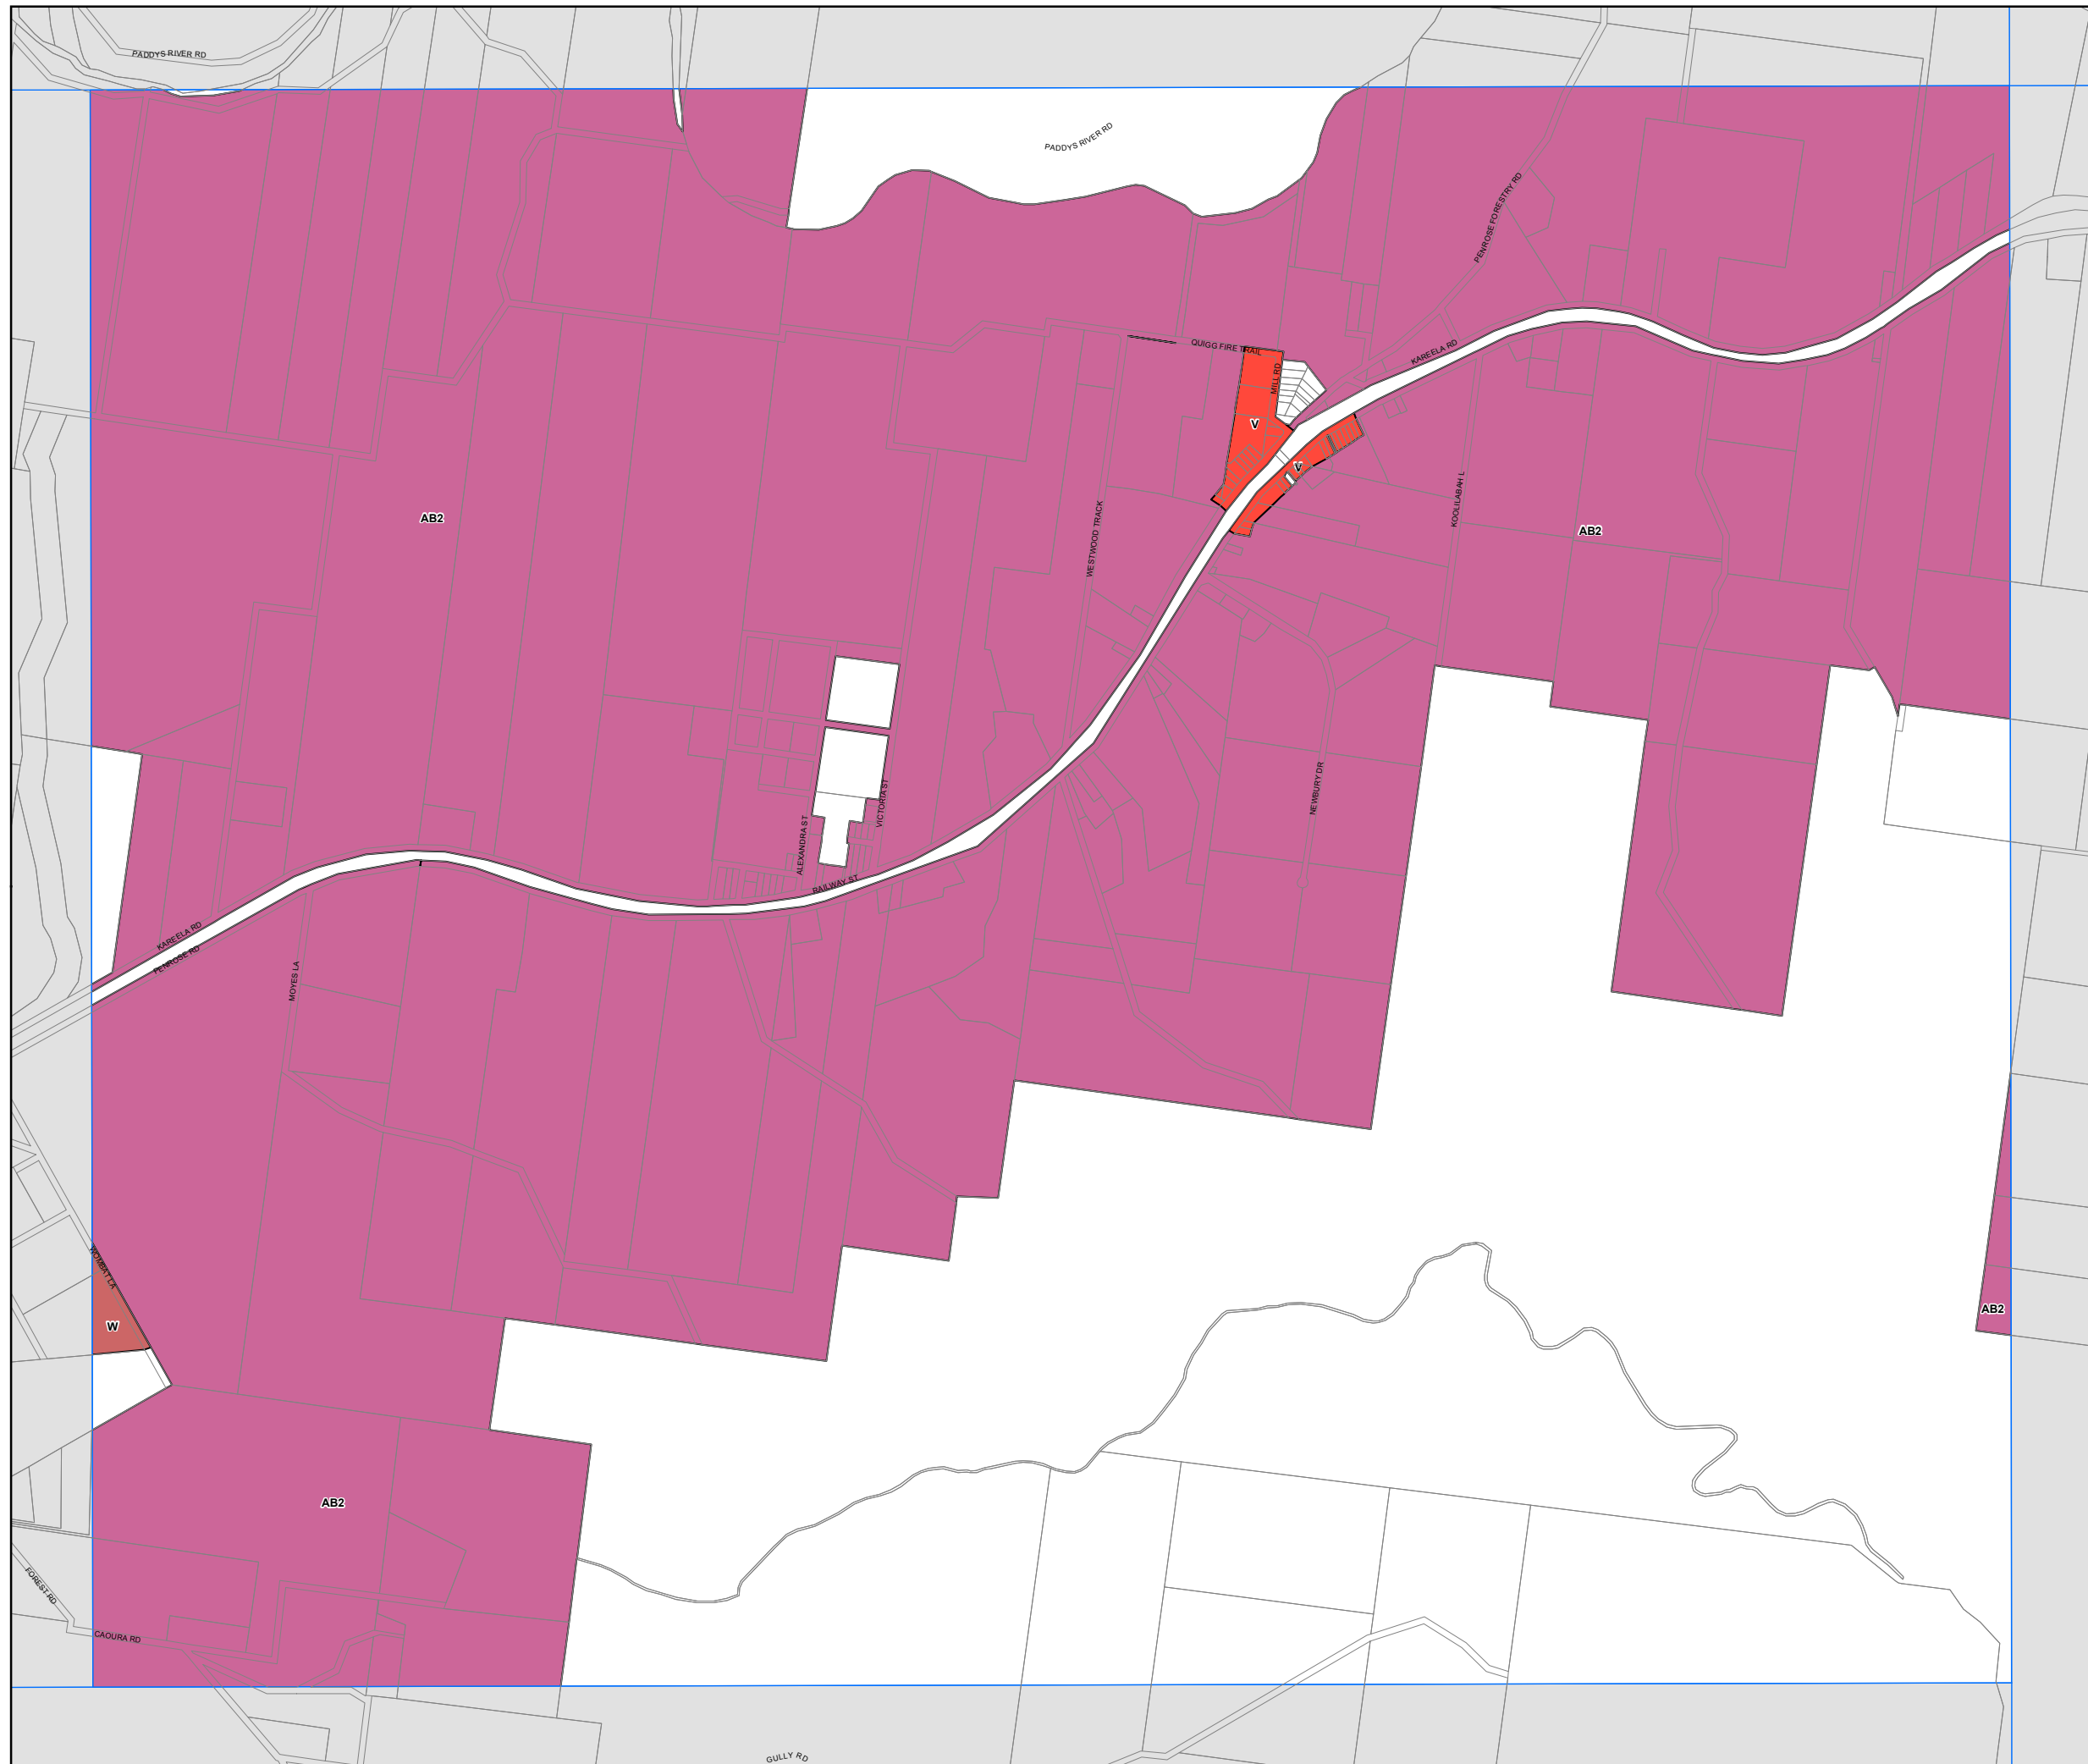 PADDYS RIVER RD
PADDYS RIVER RD
PENROSE FORESTRY RD
QUIGG FIRE TRAIL
KAREELA RD
MILL RD
V
V
KOOLILABAH L
AB2
WESTWOOD TRACK
AB2
NEWBURY DR
VICTORIA ST
ALEXANDRA ST
RAILWAY ST
KAREELA RD
PENROSE RD
MOYES LA
WOMBAT LA
W
AB2
AB2
FOREST RD
CAOURA RD
GULLY RD